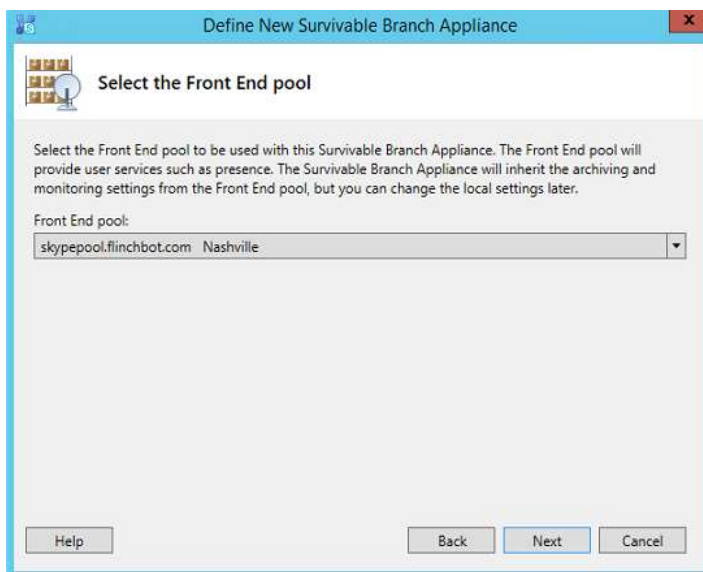 Define New Survivable Branch Appliance
x
Select the Front End pool
Select the Front End pool to be used with this Survivable Branch Appliance. The Front End pool will
provide user services such as presence. The Survivable Branch Appliance will inherit the archiving and
monitoring settings from the Front End pool, but you can change the local settings later.
Front End pool:
skypepool.flinchbot.com Nashville
Help Back Next Cancel